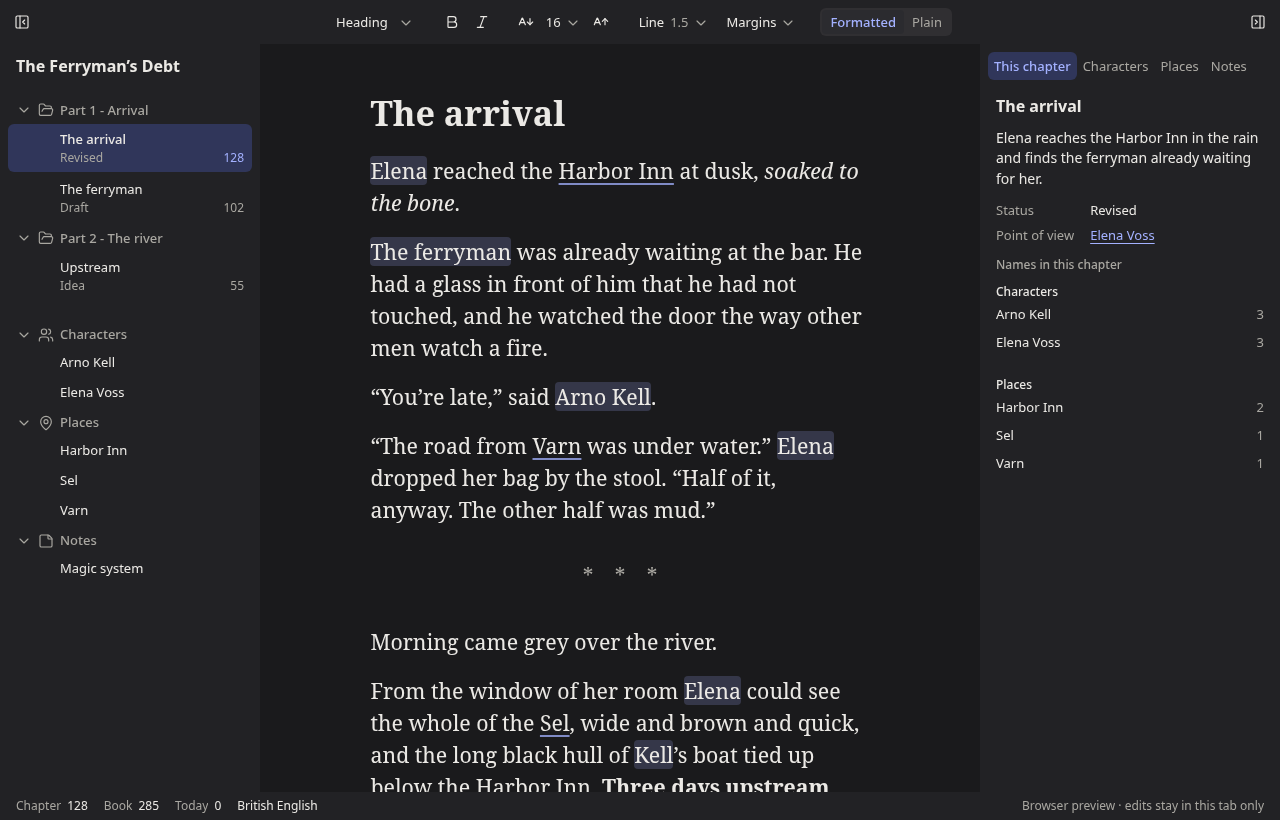 Heading
B I
A 16 A
Line 1.5
Margins
Formatted Plain
The Ferryman’s Debt
Part 1 - Arrival
The arrival
Revised 128
The ferryman
Draft 102
Part 2 - The river
Upstream
Idea 55
Characters
Arno Kell
Elena Voss
Places
Harbor Inn
Sel
Varn
Notes
Magic system
The arrival
Elena reached the Harbor Inn at dusk, soaked to
the bone.
The ferryman was already waiting at the bar. He
had a glass in front of him that he had not
touched, and he watched the door the way other
men watch a fire.
“You’re late,” said Arno Kell.
“The road from Varn was under water.” Elena
dropped her bag by the stool. “Half of it,
anyway. The other half was mud.”
* * *
Morning came grey over the river.
From the window of her room Elena could see
the whole of the Sel, wide and brown and quick,
and the long black hull of Kell’s boat tied up
below the Harbor Inn. Three days upstream
This chapter Characters Places Notes
The arrival
Elena reaches the Harbor Inn in the rain
and finds the ferryman already waiting
for her.
Status Revised
Point of view Elena Voss
Names in this chapter
Characters
Arno Kell 3
Elena Voss 3
Places
Harbor Inn 2
Sel 1
Varn 1
Chapter 128 Book 285 Today 0 British English
Browser preview · edits stay in this tab only